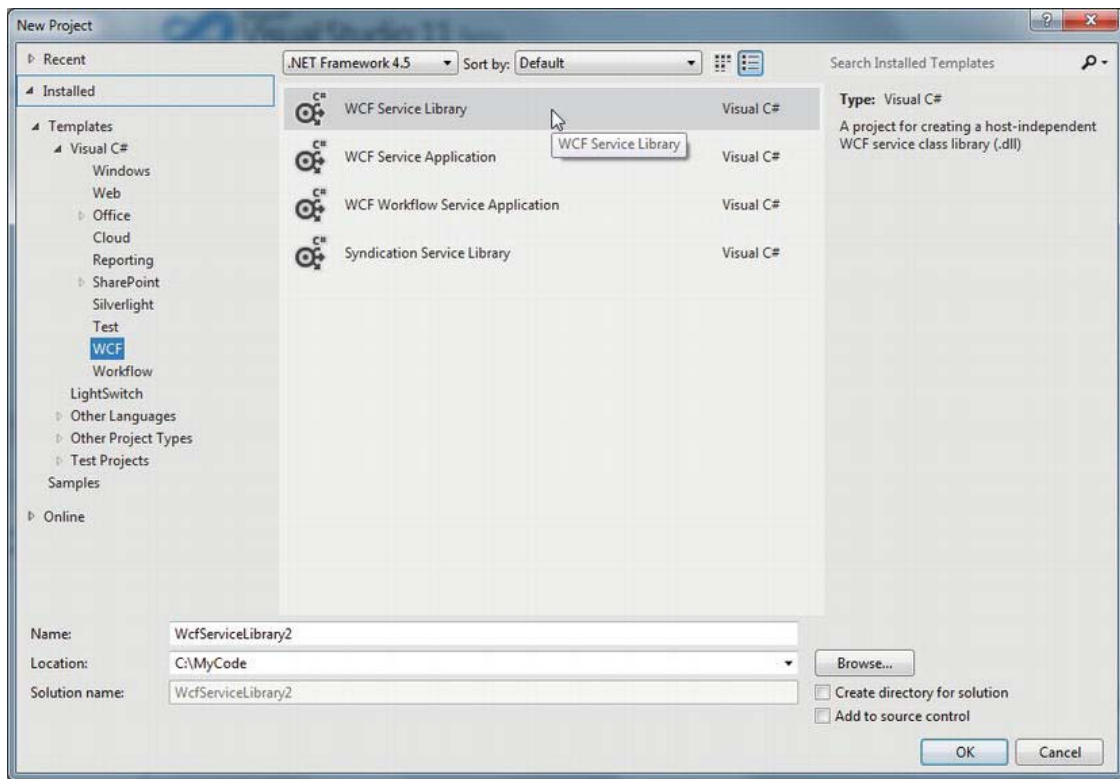 New Project
Visual Studio 11
Recent
.NET Framework 4.5
Sort by: Default
Search Installed Templates
Installed
Templates
Visual C#
Windows
Web
Office
Cloud
Reporting
SharePoint
Silverlight
Test
WCF
Workflow
LightSwitch
Other Languages
Other Project Types
Test Projects
Samples
Online
C# WCF Service Library Visual C#
WCF Service Library
C# WCF Service Application Visual C#
C# WCF Workflow Service Application Visual C#
C# Syndication Service Library Visual C#
Type: Visual C#
A project for creating a host-independent
WCF service class library (.dll)
Name: WcfServiceLibrary2
Location: C:\MyCode
Browse...
Solution name: WcfServiceLibrary2
Create directory for solution
Add to source control
OK Cancel